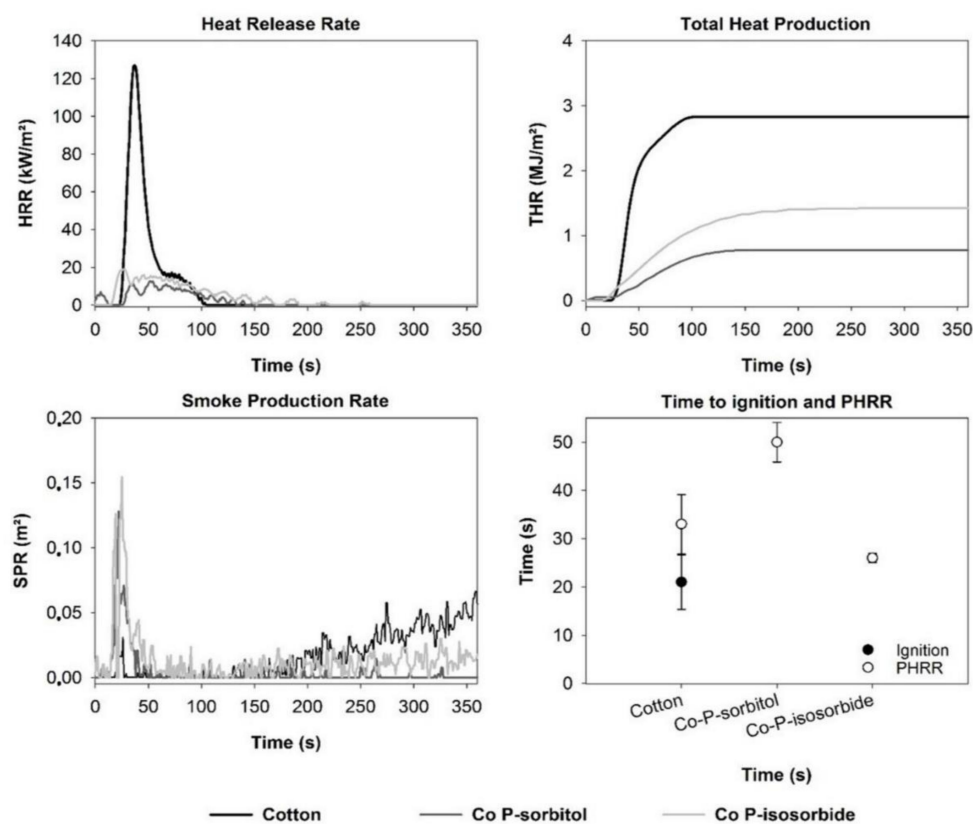 Heat Release Rate
140
120
100
80
60
40
20
0
HRR (kW/m²)
0 50 100 150 200 250 300 350
Time (s)
Total Heat Production
4
3
2
1
0
THR (MJ/m²)
0 50 100 150 200 250 300 350
Time (s)
Smoke Production Rate
0,20
0,15
0,10
0,05
0,00
SPR (m²)
0 50 100 150 200 250 300 350
Time (s)
Time to ignition and PHRR
50
40
30
20
10
0
Time (s)
Ignition
PHRR
Cotton
Co-P-sorbitol
Co-P-isosorbide
Time (s)
Cotton Co P-sorbitol Co P-isosorbide